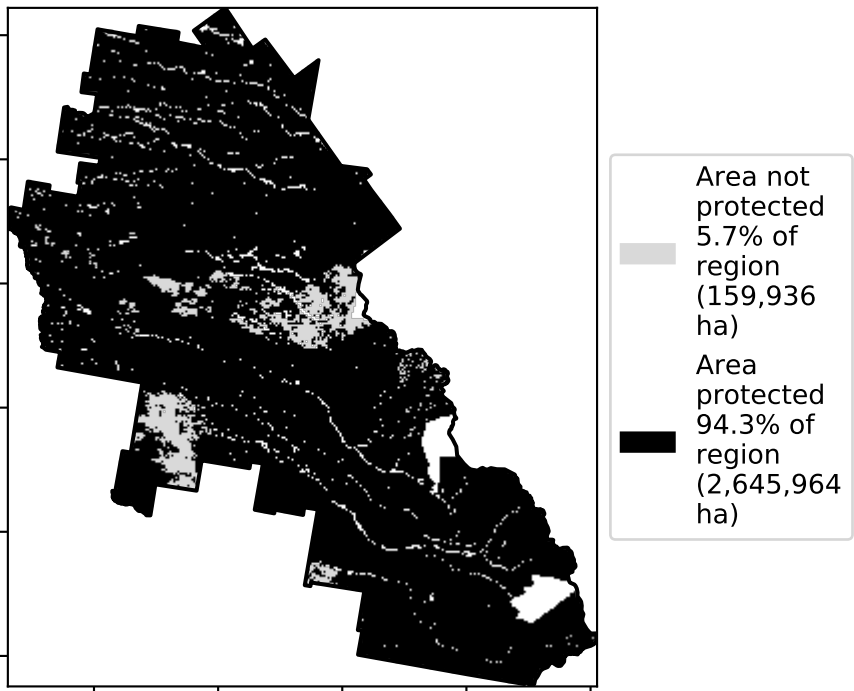 Area not
protected
5.7% of
region
(159,936
ha)
Area
protected
94.3% of
region
(2,645,964
ha)